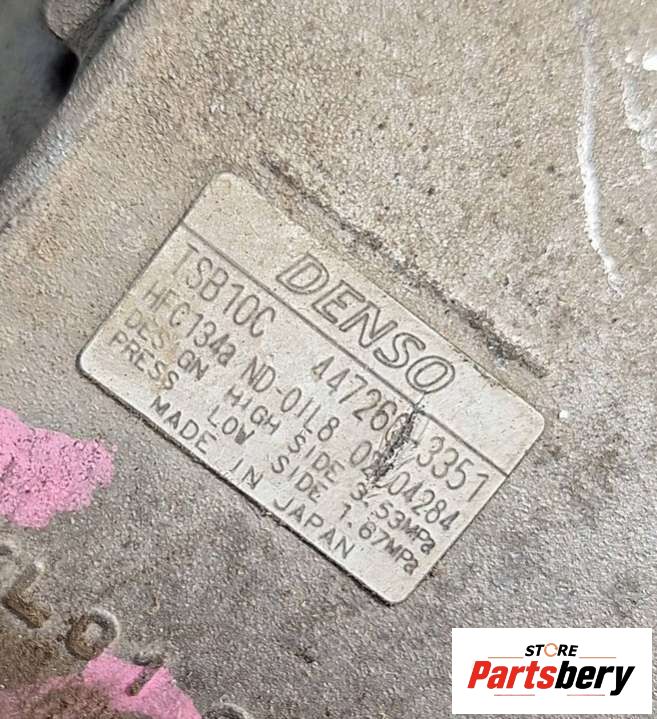 DENSO
TSB10C 447260-3351
HFC134a ND-OIL8
DESIGN HIGH SIDE 3.53MPa
PRESS LOW SIDE 1.67MPa
MADE IN JAPAN
STORE
Partsbery